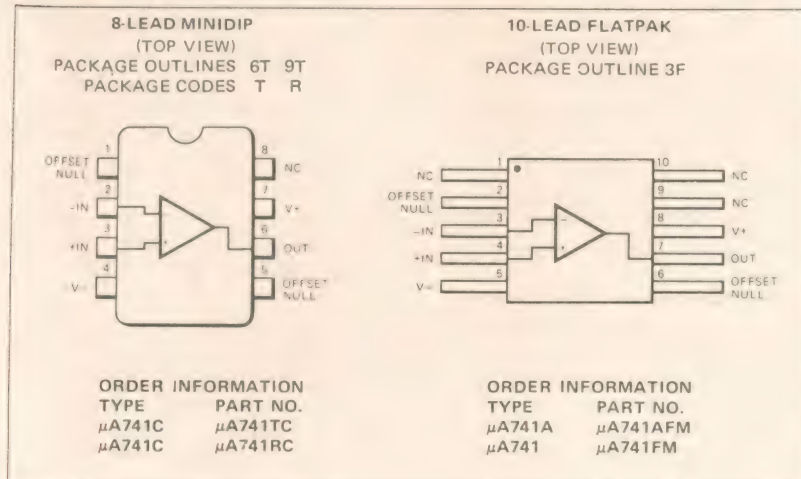 8-LEAD MINIDIP
(TOP VIEW)
PACKAGE OUTLINES 6T 9T
PACKAGE CODES T R
1
OFFSET
NULL
2
-IN
3
+IN
4
V-
8
NC
7
V+
6
OUT
5
OFFSET
NULL
-
+
ORDER INFORMATION
TYPE PART NO.
μA741C μA741TC
μA741C μA741RC
10-LEAD FLATPAK
(TOP VIEW)
PACKAGE OUTLINE 3F
1
NC
2
OFFSET
NULL
3
-IN
4
+IN
5
V-
10
NC
9
NC
8
V+
7
OUT
6
OFFSET
NULL
-
+
ORDER INFORMATION
TYPE PART NO.
μA741A μA741AFM
μA741 μA741FM